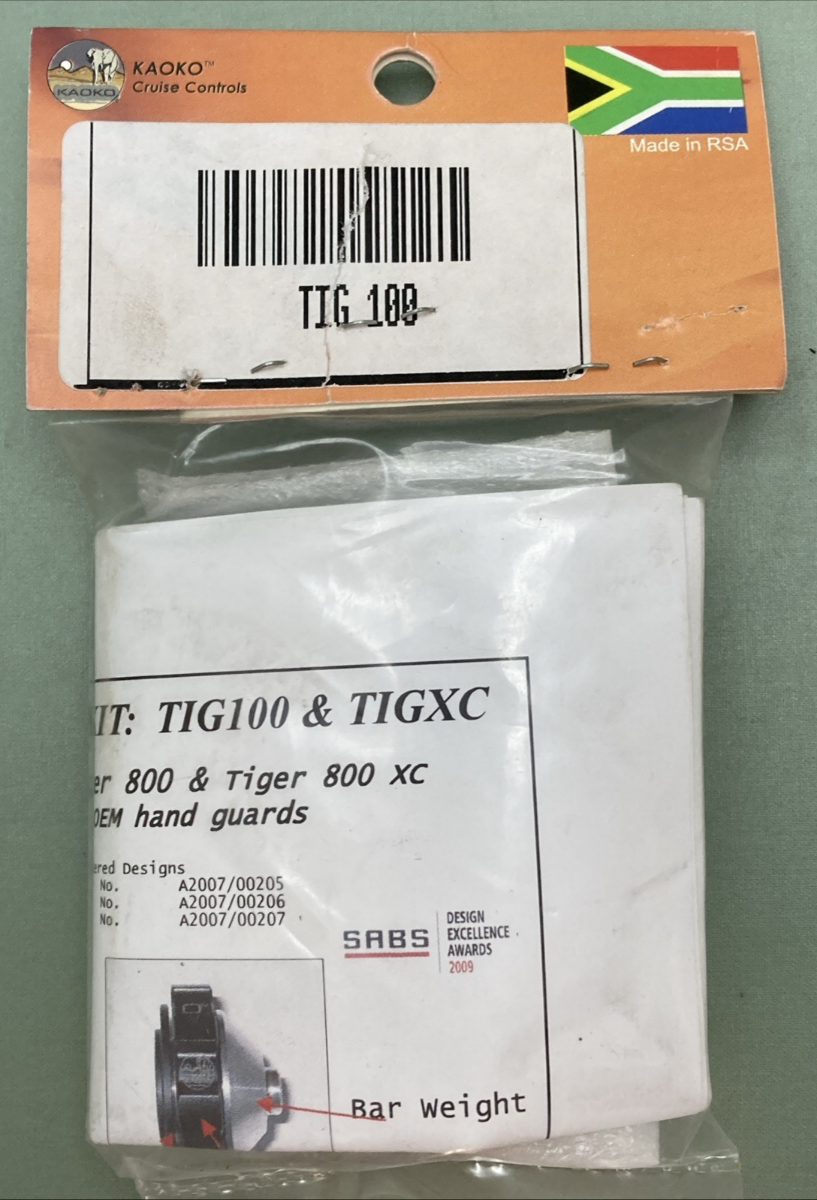 KAOKO™
Cruise Controls
KAOKO
Made in RSA
TIG 100
KIT: TIG100 & TIGXC
er 800 & Tiger 800 XC
OEM hand guards
ered Designs
No. A2007/00205
No. A2007/00206
No. A2007/00207
SABS
DESIGN
EXCELLENCE
AWARDS
2009
Bar Weight